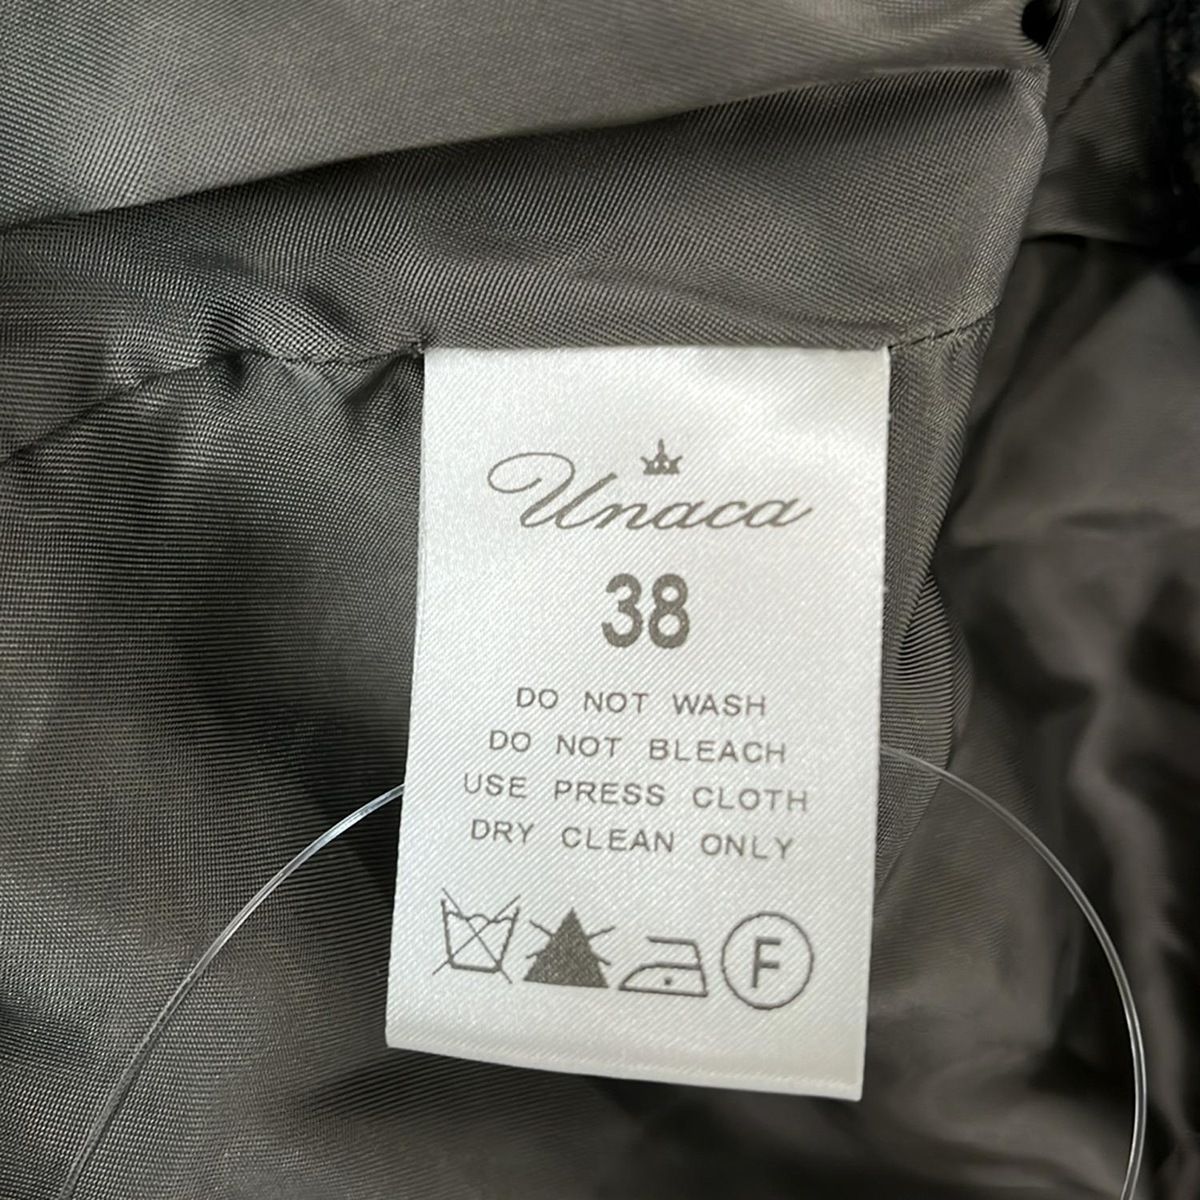 Unaca
38
DO NOT WASH
DO NOT BLEACH
USE PRESS CLOTH
DRY CLEAN ONLY
F